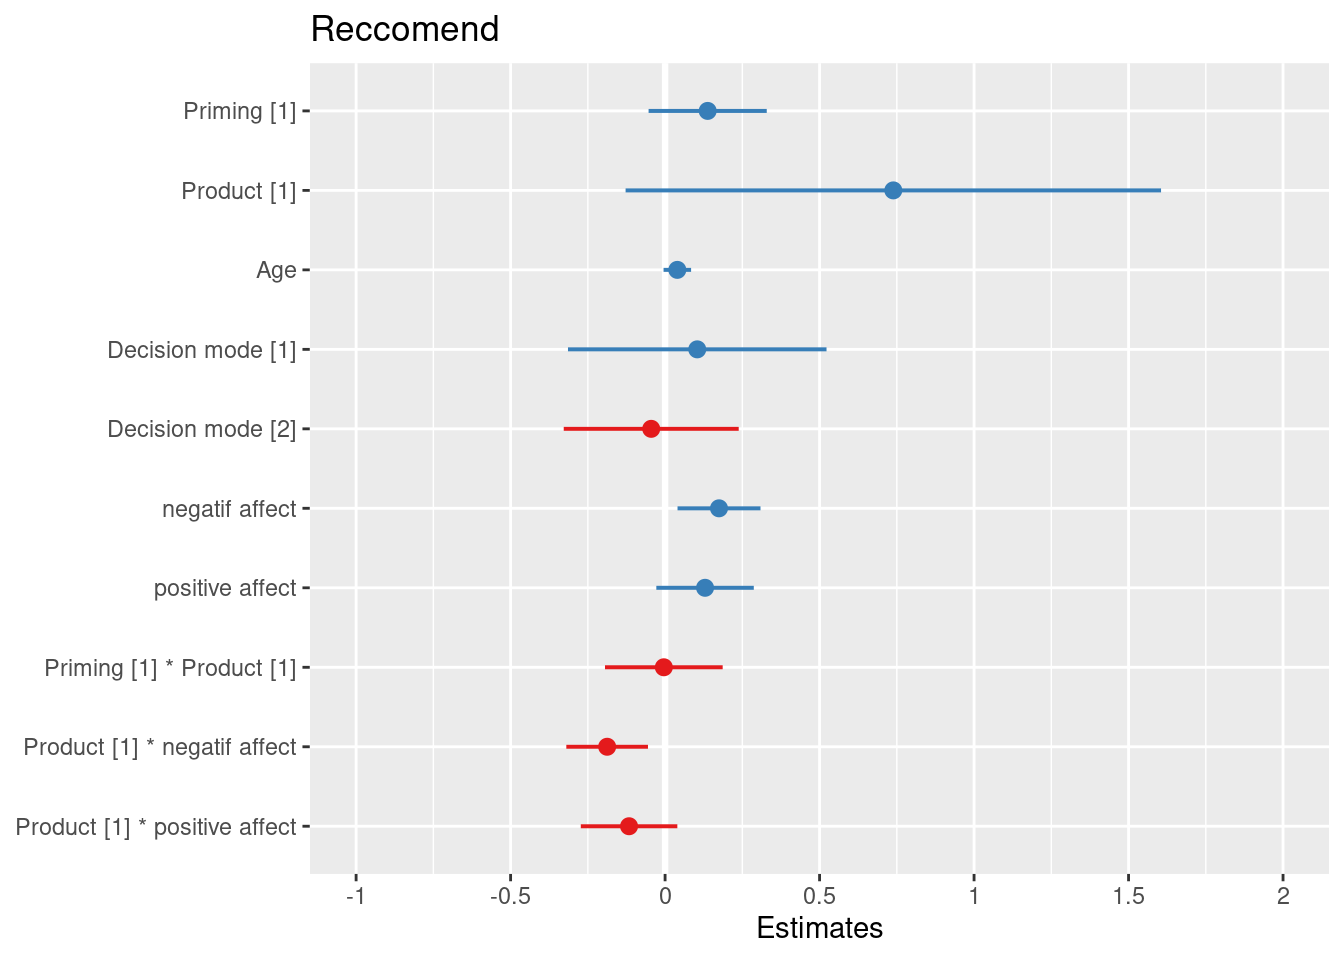 Reccomend
Priming [1]
Product [1]
Age
Decision mode [1]
Decision mode [2]
negatif affect
positive affect
Priming [1] * Product [1]
Product [1] * negatif affect
Product [1] * positive affect
-1 -0.5 0 0.5 1 1.5 2
Estimates